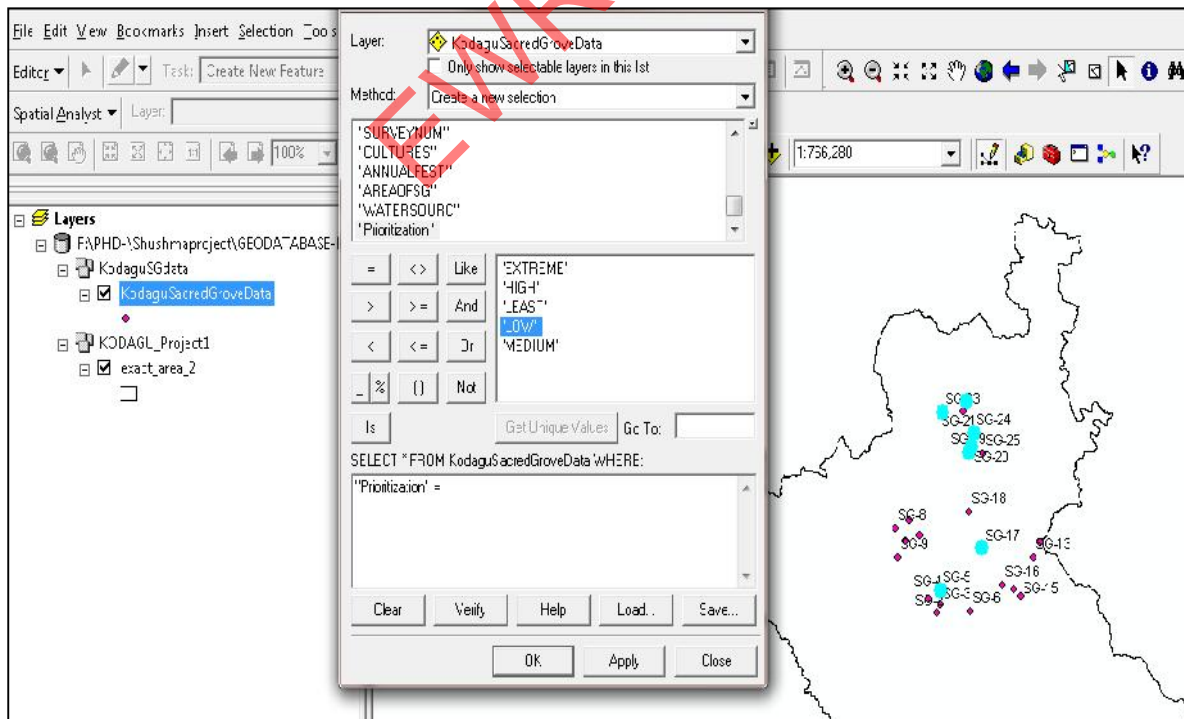 File Edit View Bookmarks Insert Selection Tools
Editor Task: Create New Feature
Spatial Analyst Layer:
100%
1:766,280
Layers
F:\PHD-\Shushmaproject\GEODATABASE-
KodaguSGdata
KodaguSacredGroveData
KODAGU_Project1
exact_area_2
EWR
Layer: KodaguSacredGroveData
Only show selectable layers in this list
Method: Create a new selection
"SURVEYNUM"
"CULTURES"
"ANNUALFEST"
"AREAOFSG"
"WATERSOURC"
"Prioritization"
= <> Like
> >= And
< <= Or
_ % () Not
Is
'EXTREME'
'HIGH'
'LEAST'
'LOW'
'MEDIUM'
Get Unique Values Go To:
SELECT * FROM KodaguSacredGroveData WHERE:
"Prioritization" =
Clear Verify Help Load... Save...
OK Apply Close
SG-21 SG-24
SG-25
SG-20
SG-18
SG-8
SG-17
SG-9 SG-13
SG-5 SG-16
SG-3 SG-6 SG-15